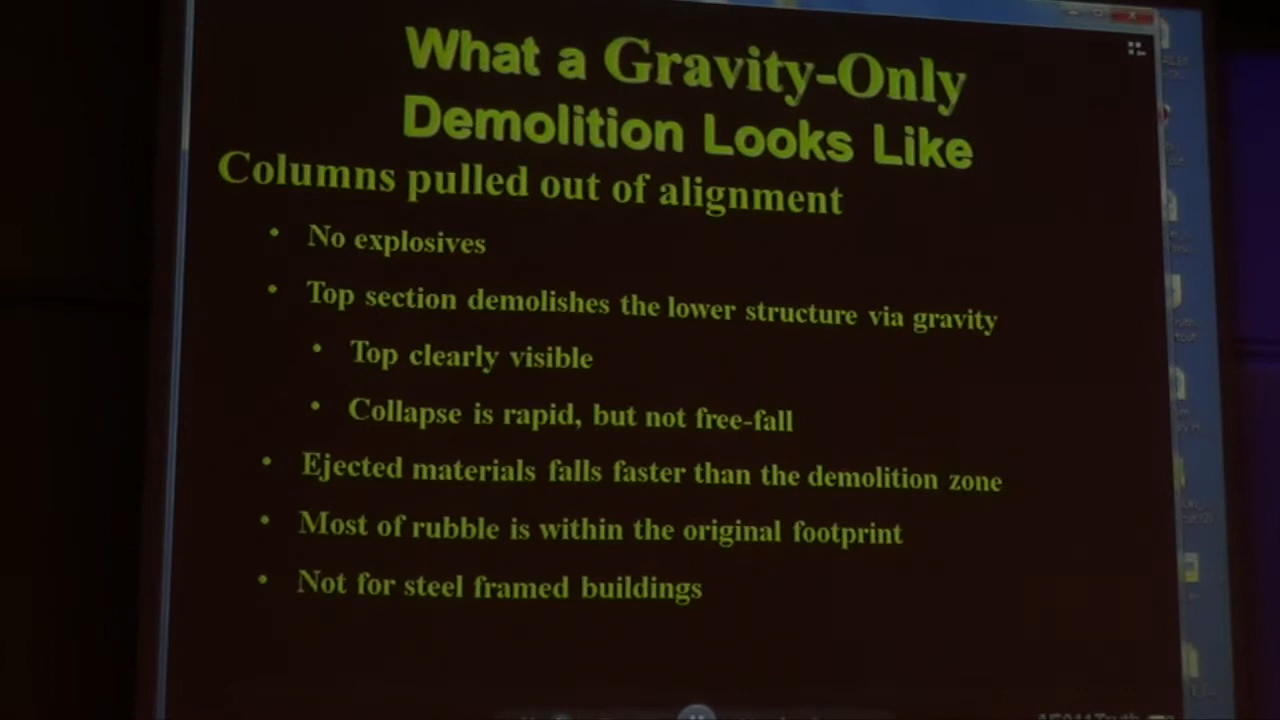 What a Gravity-Only
Demolition Looks Like
Columns pulled out of alignment
• No explosives
• Top section demolishes the lower structure via gravity
• Top clearly visible
• Collapse is rapid, but not free-fall
• Ejected materials falls faster than the demolition zone
• Most of rubble is within the original footprint
• Not for steel framed buildings